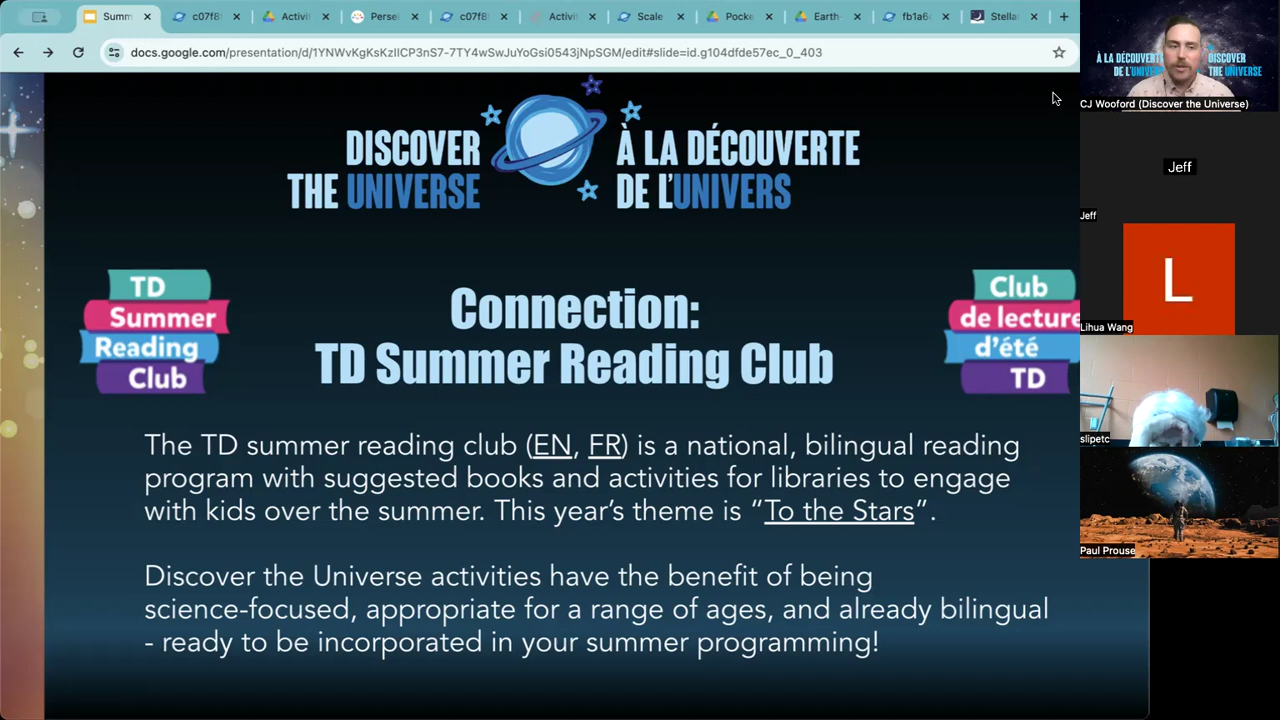 Summ
c07f8
Activi
Persei
c07f8
Activi
Scale
Pocke
Earth-
fb1a6
Stella
docs.google.com/presentation/d/1YNWvKgKsKzIlCP3nS7-7TY4wSwJuYoGsi0543jNpSGM/edit#slide=id.g104dfde57ec_0_403
DISCOVER
THE UNIVERSE
À LA DÉCOUVERTE
DE L'UNIVERS
TD
Summer
Reading
Club
Connection:
TD Summer Reading Club
Club
de lecture
d'été
TD
The TD summer reading club (EN, FR) is a national, bilingual reading
program with suggested books and activities for libraries to engage
with kids over the summer. This year's theme is “To the Stars”.
Discover the Universe activities have the benefit of being
science-focused, appropriate for a range of ages, and already bilingual
- ready to be incorporated in your summer programming!
À LA DÉCOUVERTE
DE L'UNIVERS
DISCOVER
THE UNIVERSE
CJ Wooford (Discover the Universe)
Jeff
Jeff
L
Lihua Wang
slipetc
Paul Prouse